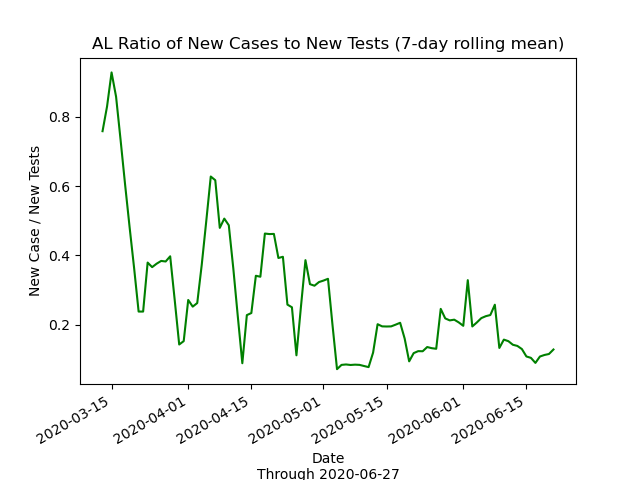 AL Ratio of New Cases to New Tests (7-day rolling mean)
New Case / New Tests
0.8
0.6
0.4
0.2
2020-03-15
2020-04-01
2020-04-15
2020-05-01
2020-05-15
2020-06-01
2020-06-15
Date
Through 2020-06-27